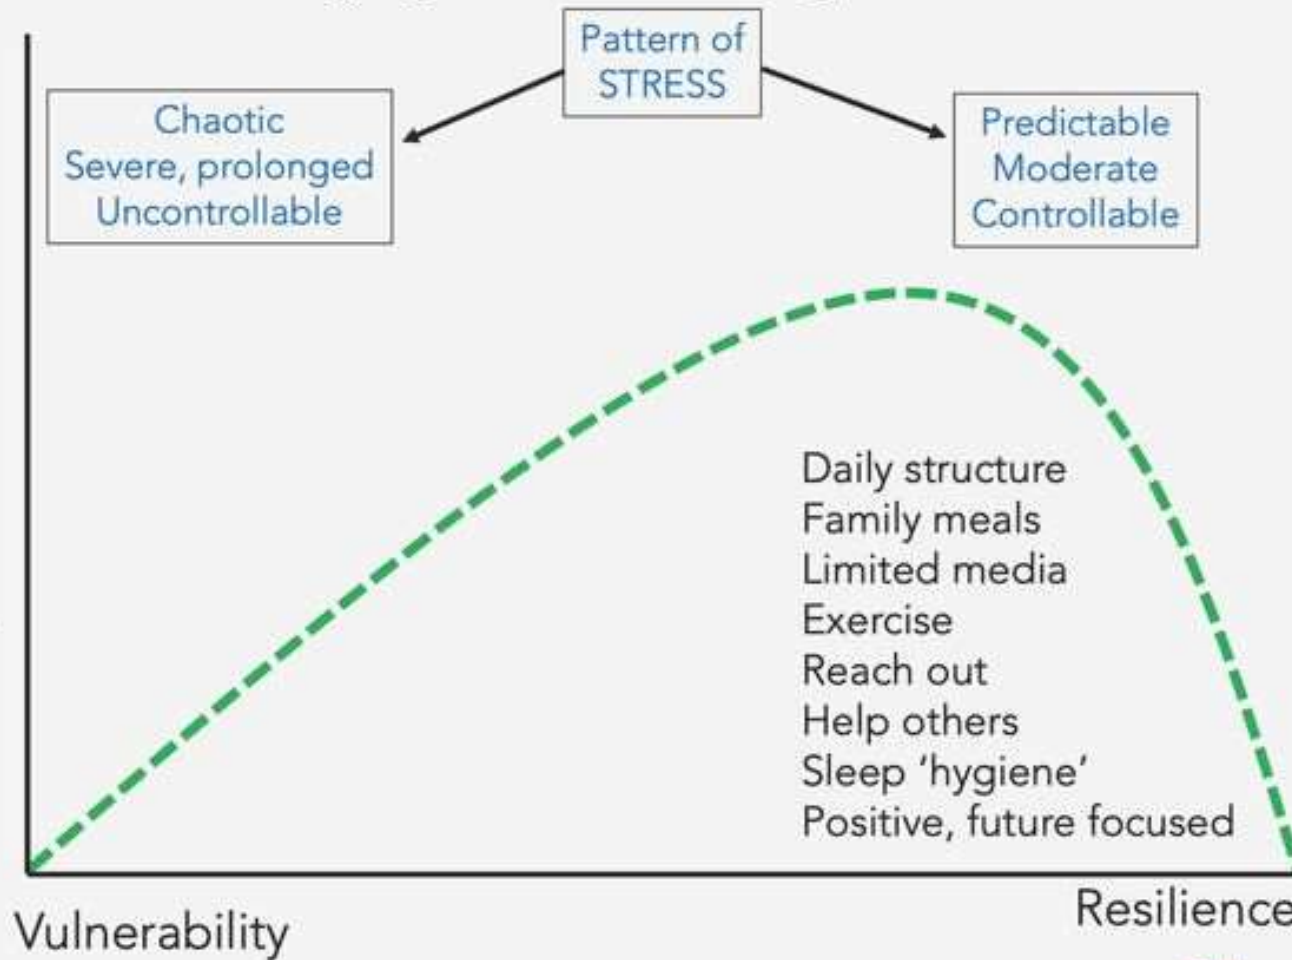 Pattern of
STRESS
Chaotic
Severe, prolonged
Uncontrollable
Predictable
Moderate
Controllable
Daily structure
Family meals
Limited media
Exercise
Reach out
Help others
Sleep ‘hygiene’
Positive, future focused
Vulnerability
Resilience